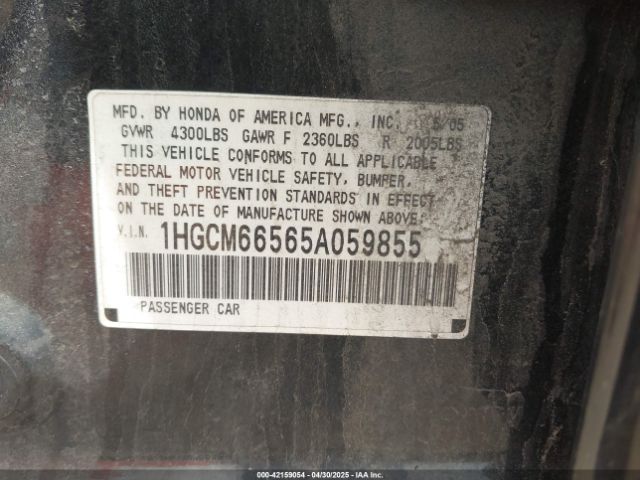 MFD. BY HONDA OF AMERICA MFG., INC. 6/05
GVWR 4300LBS GAWR F 2360LBS R 2005LBS
THIS VEHICLE CONFORMS TO ALL APPLICABLE
FEDERAL MOTOR VEHICLE SAFETY, BUMPER,
AND THEFT PREVENTION STANDARDS IN EFFECT
ON THE DATE OF MANUFACTURE SHOWN ABOVE.
V.I.N. 1HGCM66565A059855
PASSENGER CAR
000-42159054 - 04/30/2025 - IAA Inc.